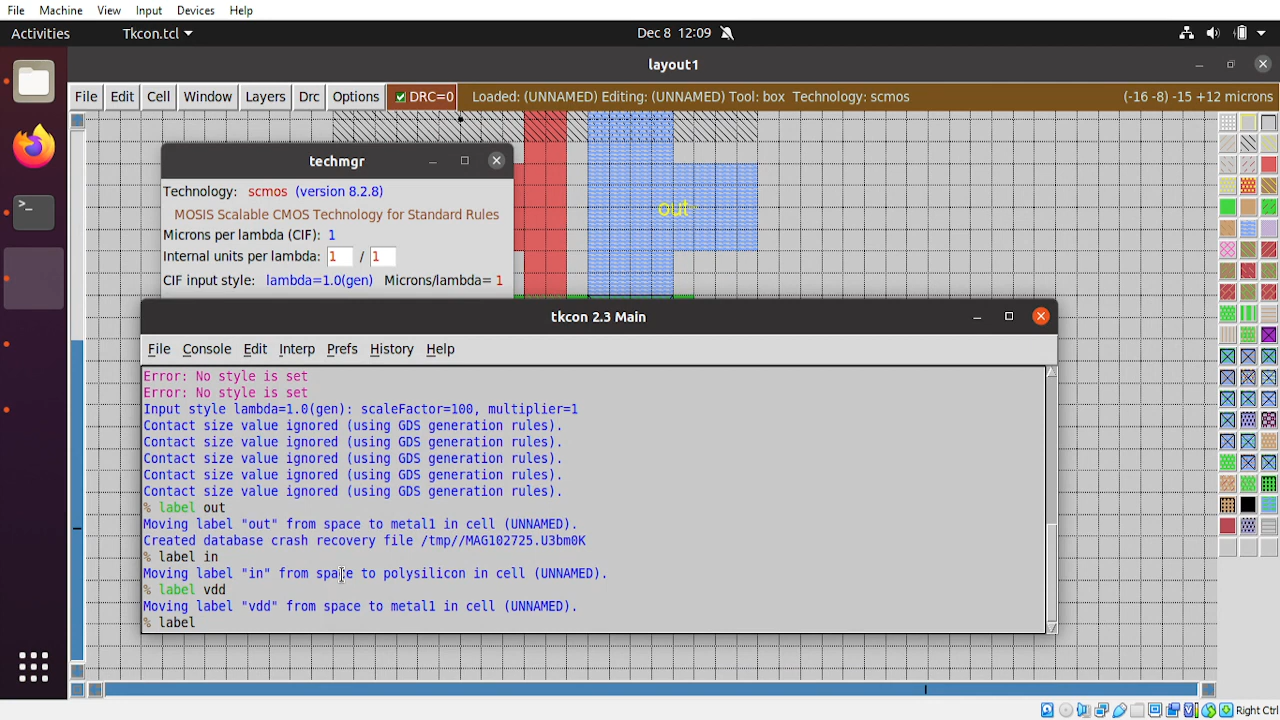 File Machine View Input Devices Help
Activities Tkcon.tcl Dec 8 12:09
layout1
File Edit Cell Window Layers Drc Options DRC=0 Loaded: (UNNAMED) Editing: (UNNAMED) Tool: box Technology: scmos (-16 -8) -15 +12 microns
techmgr
Technology: scmos (version 8.2.8)
MOSIS Scalable CMOS Technology for Standard Rules
Microns per lambda (CIF): 1
Internal units per lambda: 1 / 1
CIF input style: lambda=1.0(gen) Microns/lambda= 1
out
tkcon 2.3 Main
File Console Edit Interp Prefs History Help
Error: No style is set
Error: No style is set
Input style lambda=1.0(gen): scaleFactor=100, multiplier=1
Contact size value ignored (using GDS generation rules).
Contact size value ignored (using GDS generation rules).
Contact size value ignored (using GDS generation rules).
Contact size value ignored (using GDS generation rules).
Contact size value ignored (using GDS generation rules).
% label out
Moving label "out" from space to metal1 in cell (UNNAMED).
Created database crash recovery file /tmp//MAG102725.U3bm0K
% label in
Moving label "in" from space to polysilicon in cell (UNNAMED).
% label vdd
Moving label "vdd" from space to metal1 in cell (UNNAMED).
% label
Right Ctrl